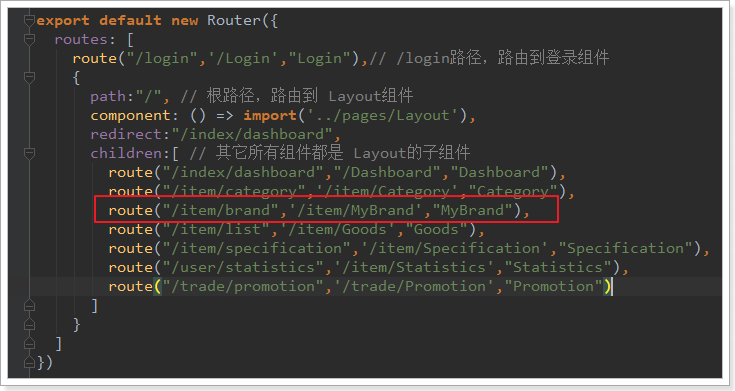 export default new Router({
  routes: [
    route("/login",'/Login',"Login"),// /login路径，路由到登录组件
    {
      path:"/", // 根路径，路由到 Layout组件
      component: () => import('../pages/Layout'),
      redirect:"/index/dashboard",
      children:[ // 其它所有组件都是 Layout的子组件
        route("/index/dashboard","/Dashboard","Dashboard"),
        route("/item/category",'/item/Category',"Category"),
        route("/item/brand",'/item/MyBrand',"MyBrand"),
        route("/item/list",'/item/Goods',"Goods"),
        route("/item/specification",'/item/Specification',"Specification"),
        route("/user/statistics",'/item/Statistics',"Statistics"),
        route("/trade/promotion",'/trade/Promotion',"Promotion")
      ]
    }
  ]
})